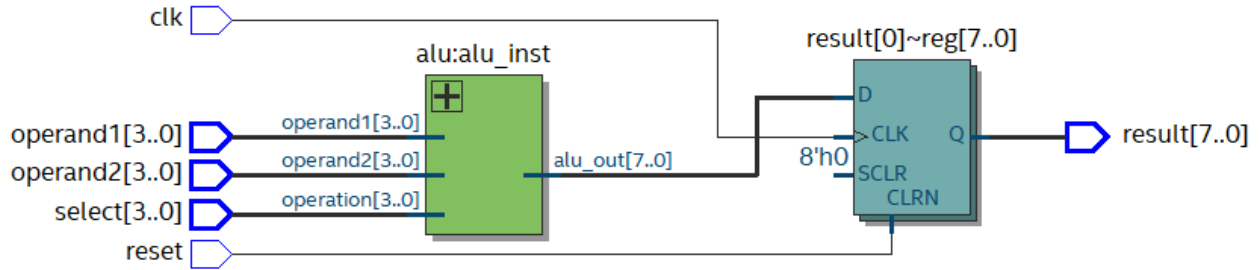 clk
result[0]~reg[7..0]
alu:alu_inst
D
operand1[3..0]
operand1[3..0]
CLK
Q
result[7..0]
operand2[3..0]
operand2[3..0]
alu_out[7..0]
8'h0
SCLR
select[3..0]
operation[3..0]
CLRN
reset